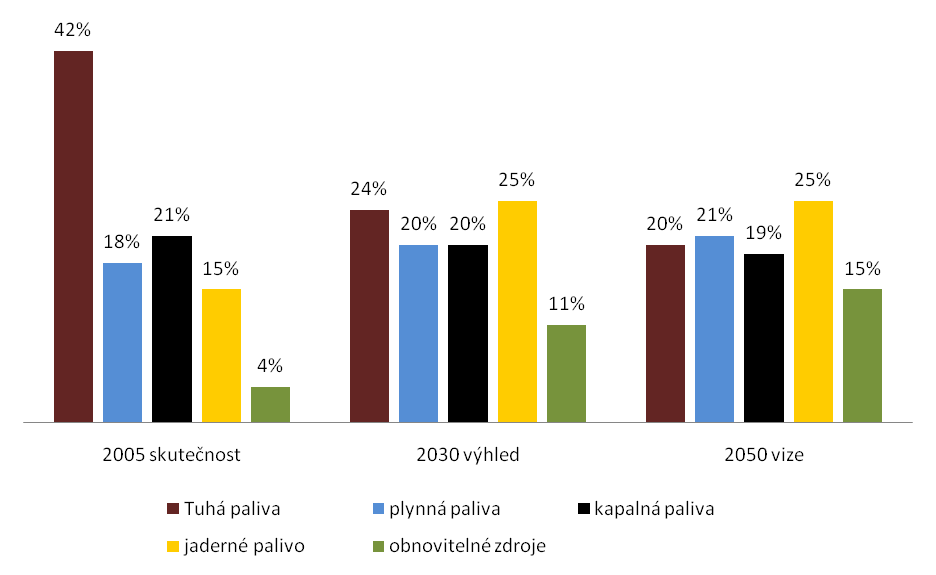 42%
18%
21%
15%
4%
24%
20%
20%
25%
11%
20%
21%
19%
25%
15%
2005 skutečnost
2030 výhled
2050 vize
Tuhá paliva
plynná paliva
kapalná paliva
jaderné palivo
obnovitelné zdroje